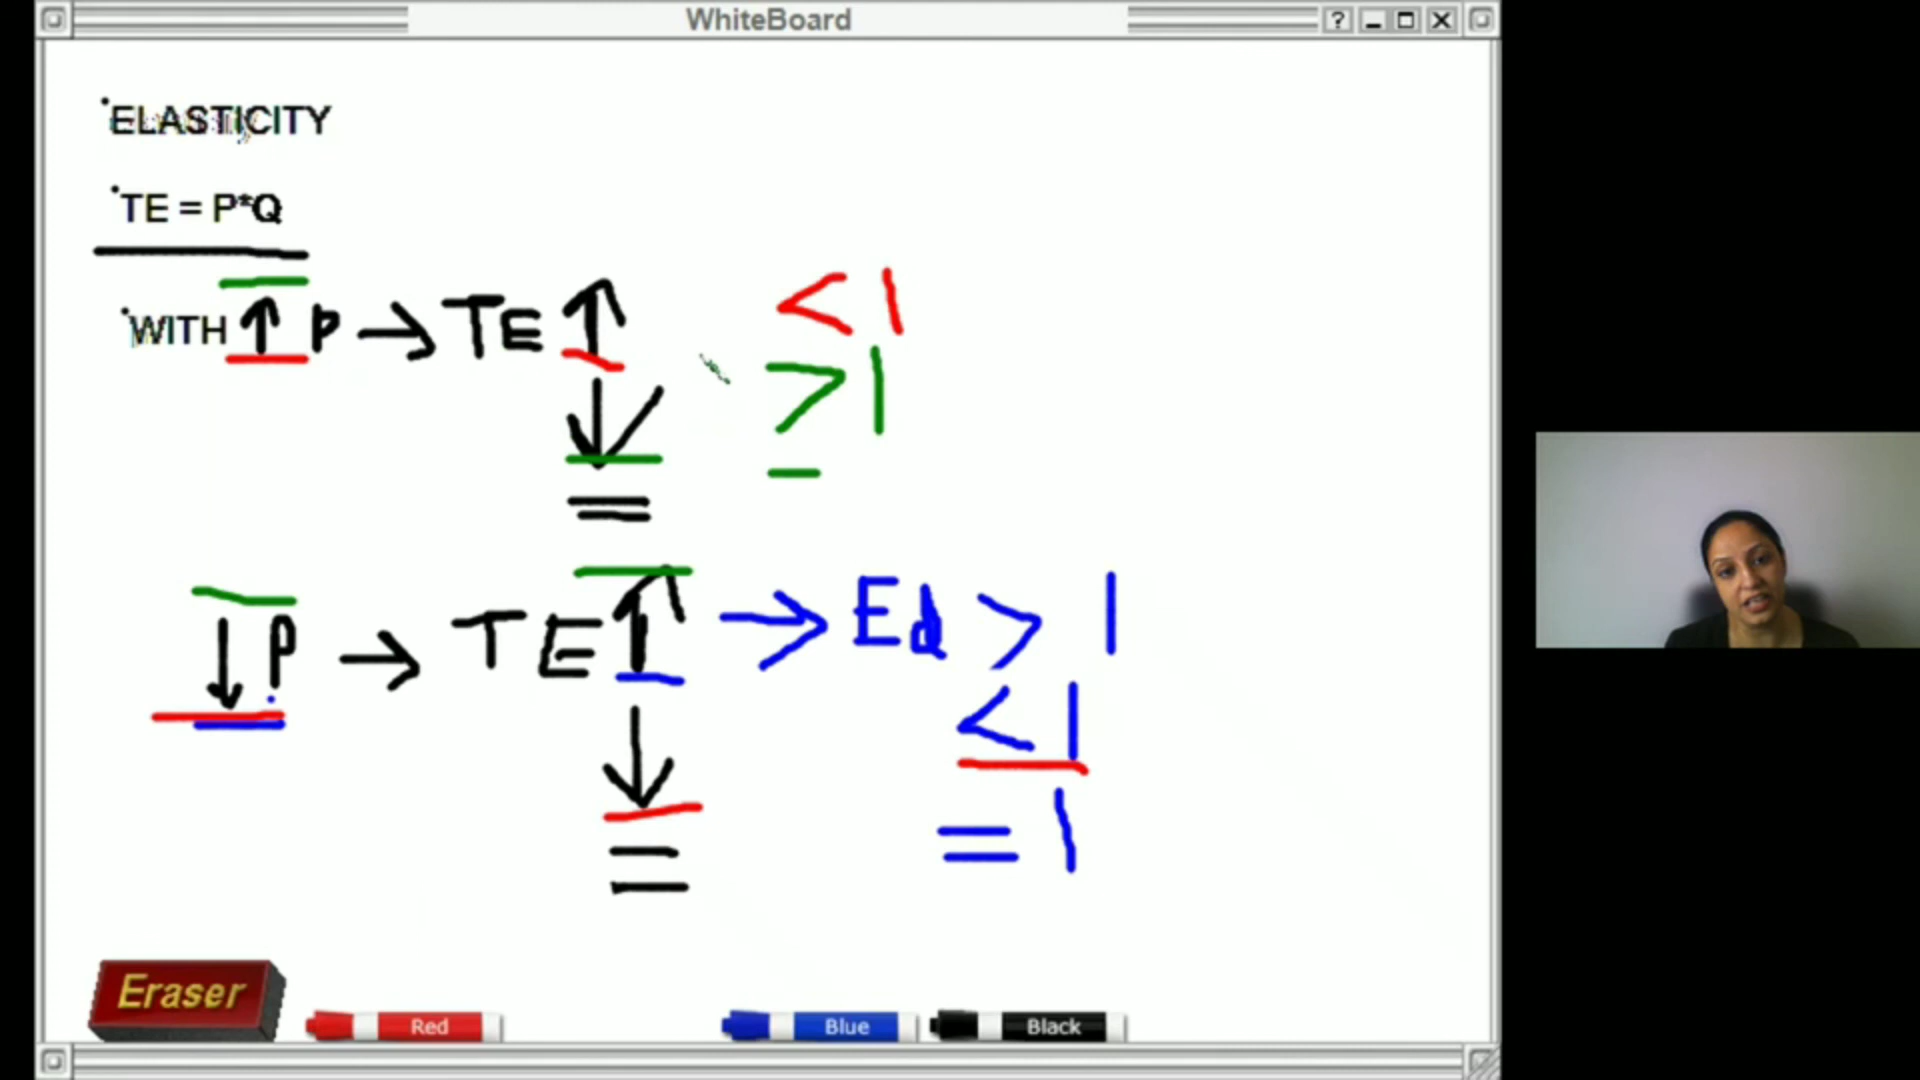 WhiteBoard
ELASTICITY
TE = P*Q
WITH ↑ P → TE ↑ < 1
↓ > 1
= –
↓ P → TE ↑ → Ed > 1
↓ < 1
= = 1
Eraser Red Blue Black